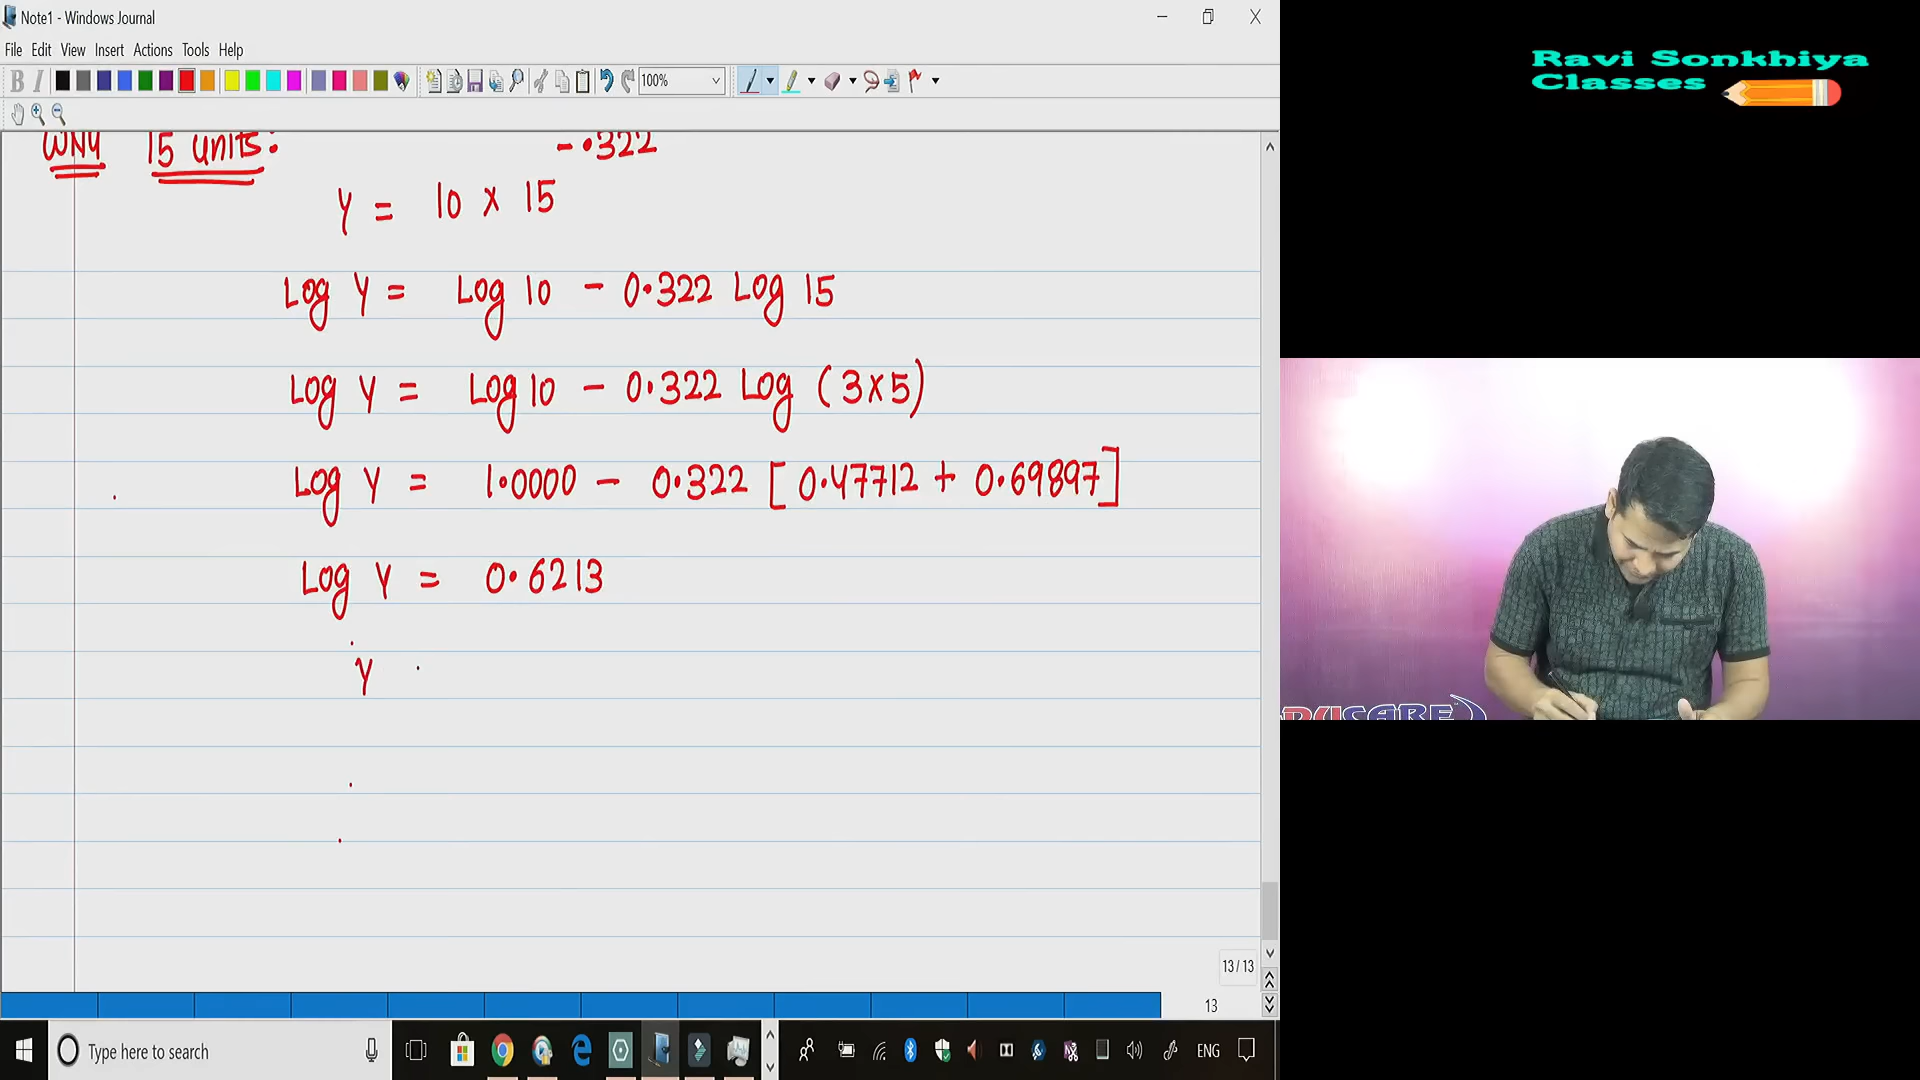 Note1 - Windows Journal
File Edit View Insert Actions Tools Help
B I 100%
Ravi Sonkhiya
Classes
Why 15 units:
-.322
Y = 10 x 15
Log Y = Log 10 - 0.322 Log 15
Log Y = Log 10 - 0.322 Log (3x5)
Log Y = 1.0000 - 0.322 [0.47712 + 0.69897]
Log Y = 0.6213
Y
13 / 13
13
Type here to search
ENG